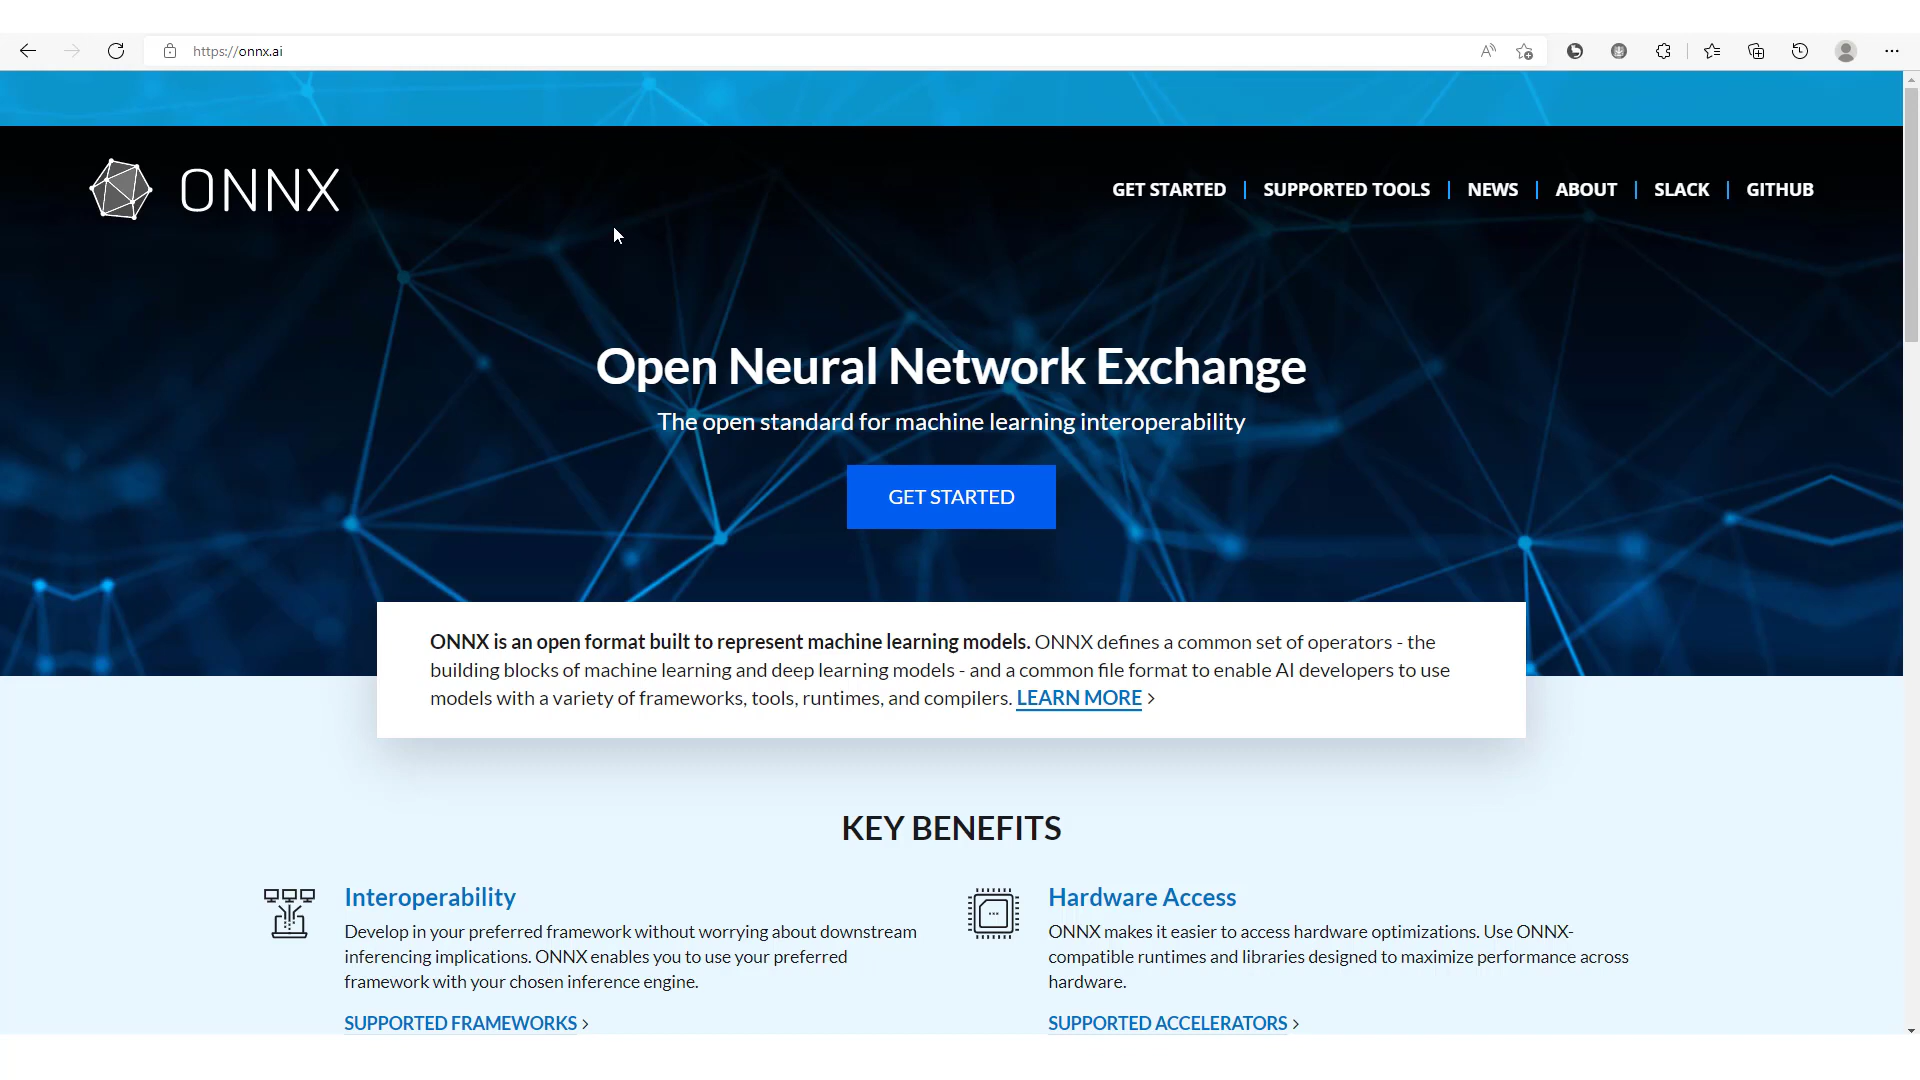 https://onnx.ai
ONNX
GET STARTED | SUPPORTED TOOLS | NEWS | ABOUT | SLACK | GITHUB
Open Neural Network Exchange
The open standard for machine learning interoperability
GET STARTED
ONNX is an open format built to represent machine learning models. ONNX defines a common set of operators - the
building blocks of machine learning and deep learning models - and a common file format to enable AI developers to use
models with a variety of frameworks, tools, runtimes, and compilers. LEARN MORE >
KEY BENEFITS
Interoperability
Develop in your preferred framework without worrying about downstream
inferencing implications. ONNX enables you to use your preferred
framework with your chosen inference engine.
SUPPORTED FRAMEWORKS >
Hardware Access
ONNX makes it easier to access hardware optimizations. Use ONNX-
compatible runtimes and libraries designed to maximize performance across
hardware.
SUPPORTED ACCELERATORS >